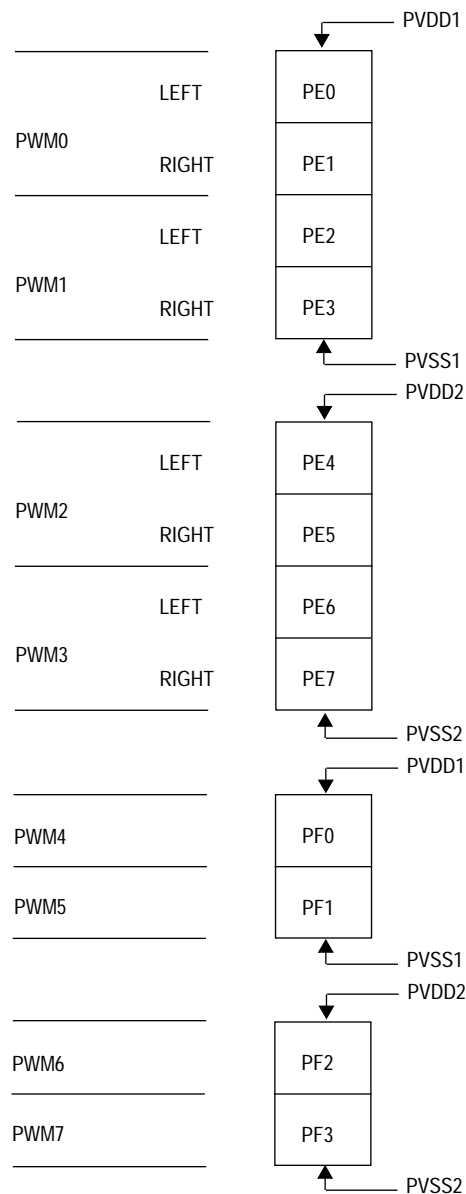 PVDD1
LEFT PE0
PWM0
RIGHT PE1
LEFT PE2
PWM1
RIGHT PE3
PVSS1
PVDD2
LEFT PE4
PWM2
RIGHT PE5
LEFT PE6
PWM3
RIGHT PE7
PVSS2
PVDD1
PWM4 PF0
PWM5 PF1
PVSS1
PVDD2
PWM6 PF2
PWM7 PF3
PVSS2